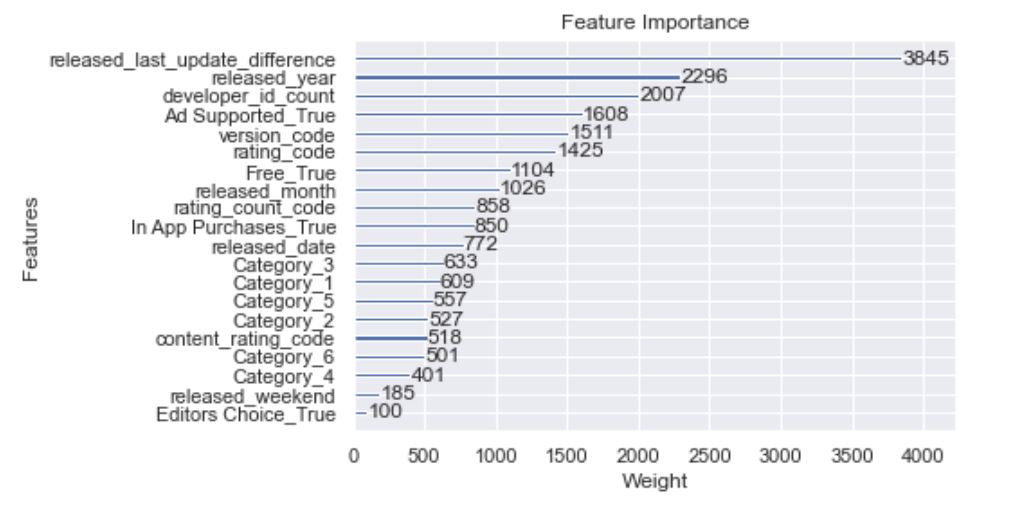 Feature Importance
released_last_update_difference 3845
released_year 2296
developer_id_count 2007
Ad Supported_True 1608
version_code 1511
rating_code 1425
Free_True 1104
released_month 1026
rating_count_code 858
In App Purchases_True 850
released_date 772
Category_3 633
Category_1 609
Category_5 557
Category_2 527
content_rating_code 518
Category_6 501
Category_4 401
released_weekend 185
Editors Choice_True 100
Features
0 500 1000 1500 2000 2500 3000 3500 4000
Weight